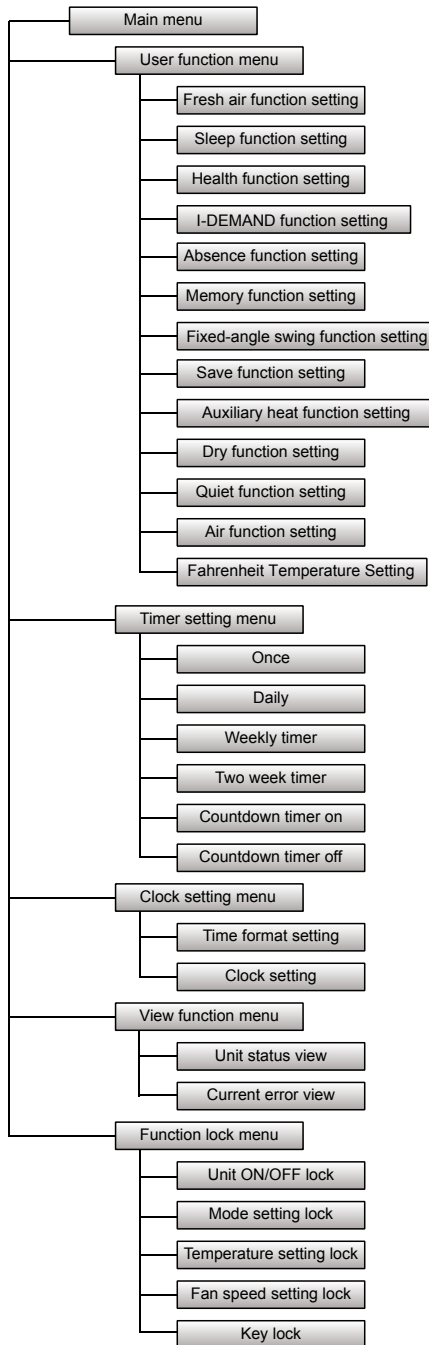 Main menu
User function menu
Fresh air function setting
Sleep function setting
Health function setting
I-DEMAND function setting
Absence function setting
Memory function setting
Fixed-angle swing function setting
Save function setting
Auxiliary heat function setting
Dry function setting
Quiet function setting
Air function setting
Fahrenheit Temperature Setting
Timer setting menu
Once
Daily
Weekly timer
Two week timer
Countdown timer on
Countdown timer off
Clock setting menu
Time format setting
Clock setting
View function menu
Unit status view
Current error view
Function lock menu
Unit ON/OFF lock
Mode setting lock
Temperature setting lock
Fan speed setting lock
Key lock